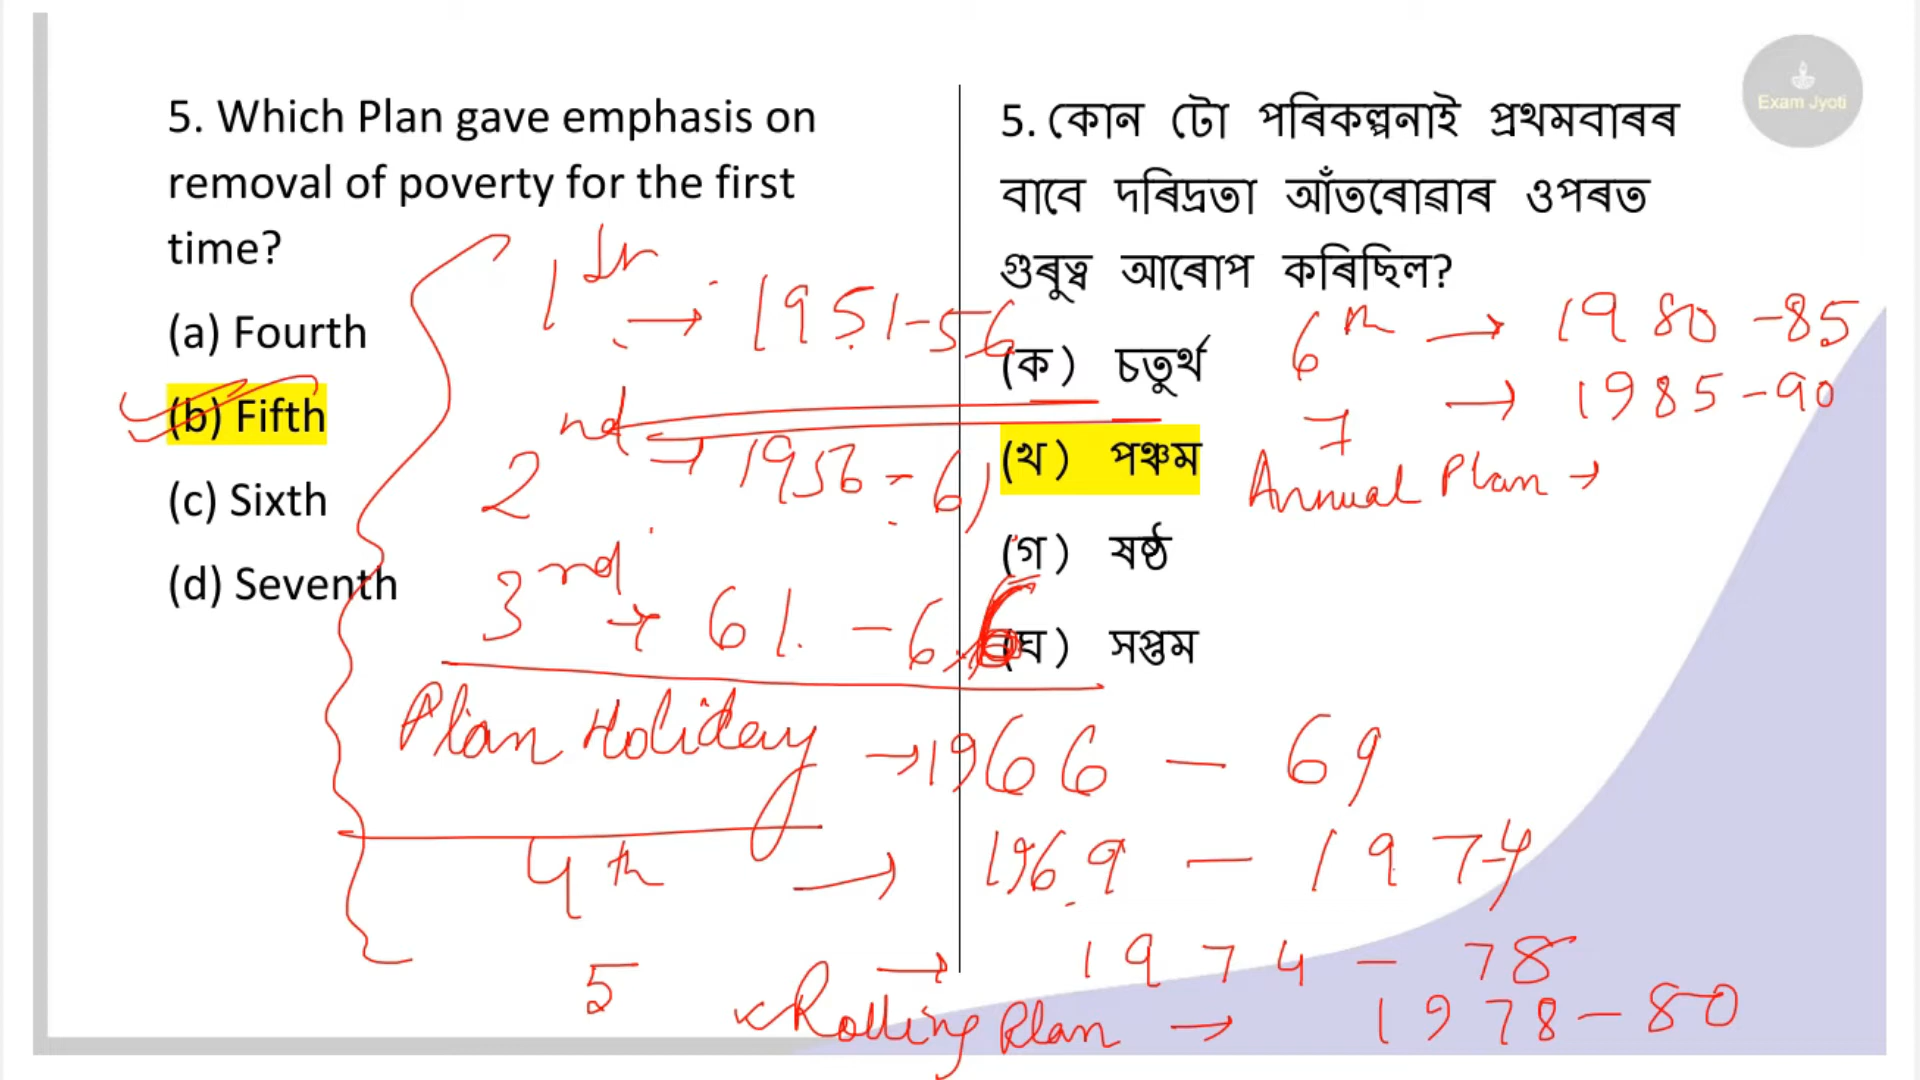 5. Which Plan gave emphasis on
removal of poverty for the first
time?
(a) Fourth
(b) Fifth
(c) Sixth
(d) Seventh
5. কোন টো পৰিকল্পনাই প্ৰথমবাৰৰ
বাবে দৰিদ্ৰতা আঁতৰোৱাৰ ওপৰত
গুৰুত্ব আৰোপ কৰিছিল?
(ক) চতুৰ্থ
(খ) পঞ্চম
(গ) ষষ্ঠ
(ঘ) সপ্তম
Exam Jyoti
1st → 1951-56
2nd → 1956 - 61
3rd → 61 - 66
Plan Holiday → 1966 - 69
4th → 1969 - 1974
5 → 1974 - 78
Rolling Plan → 1978 - 80
6th → 1980 - 85
7 → 1985 - 90
Annual Plan →